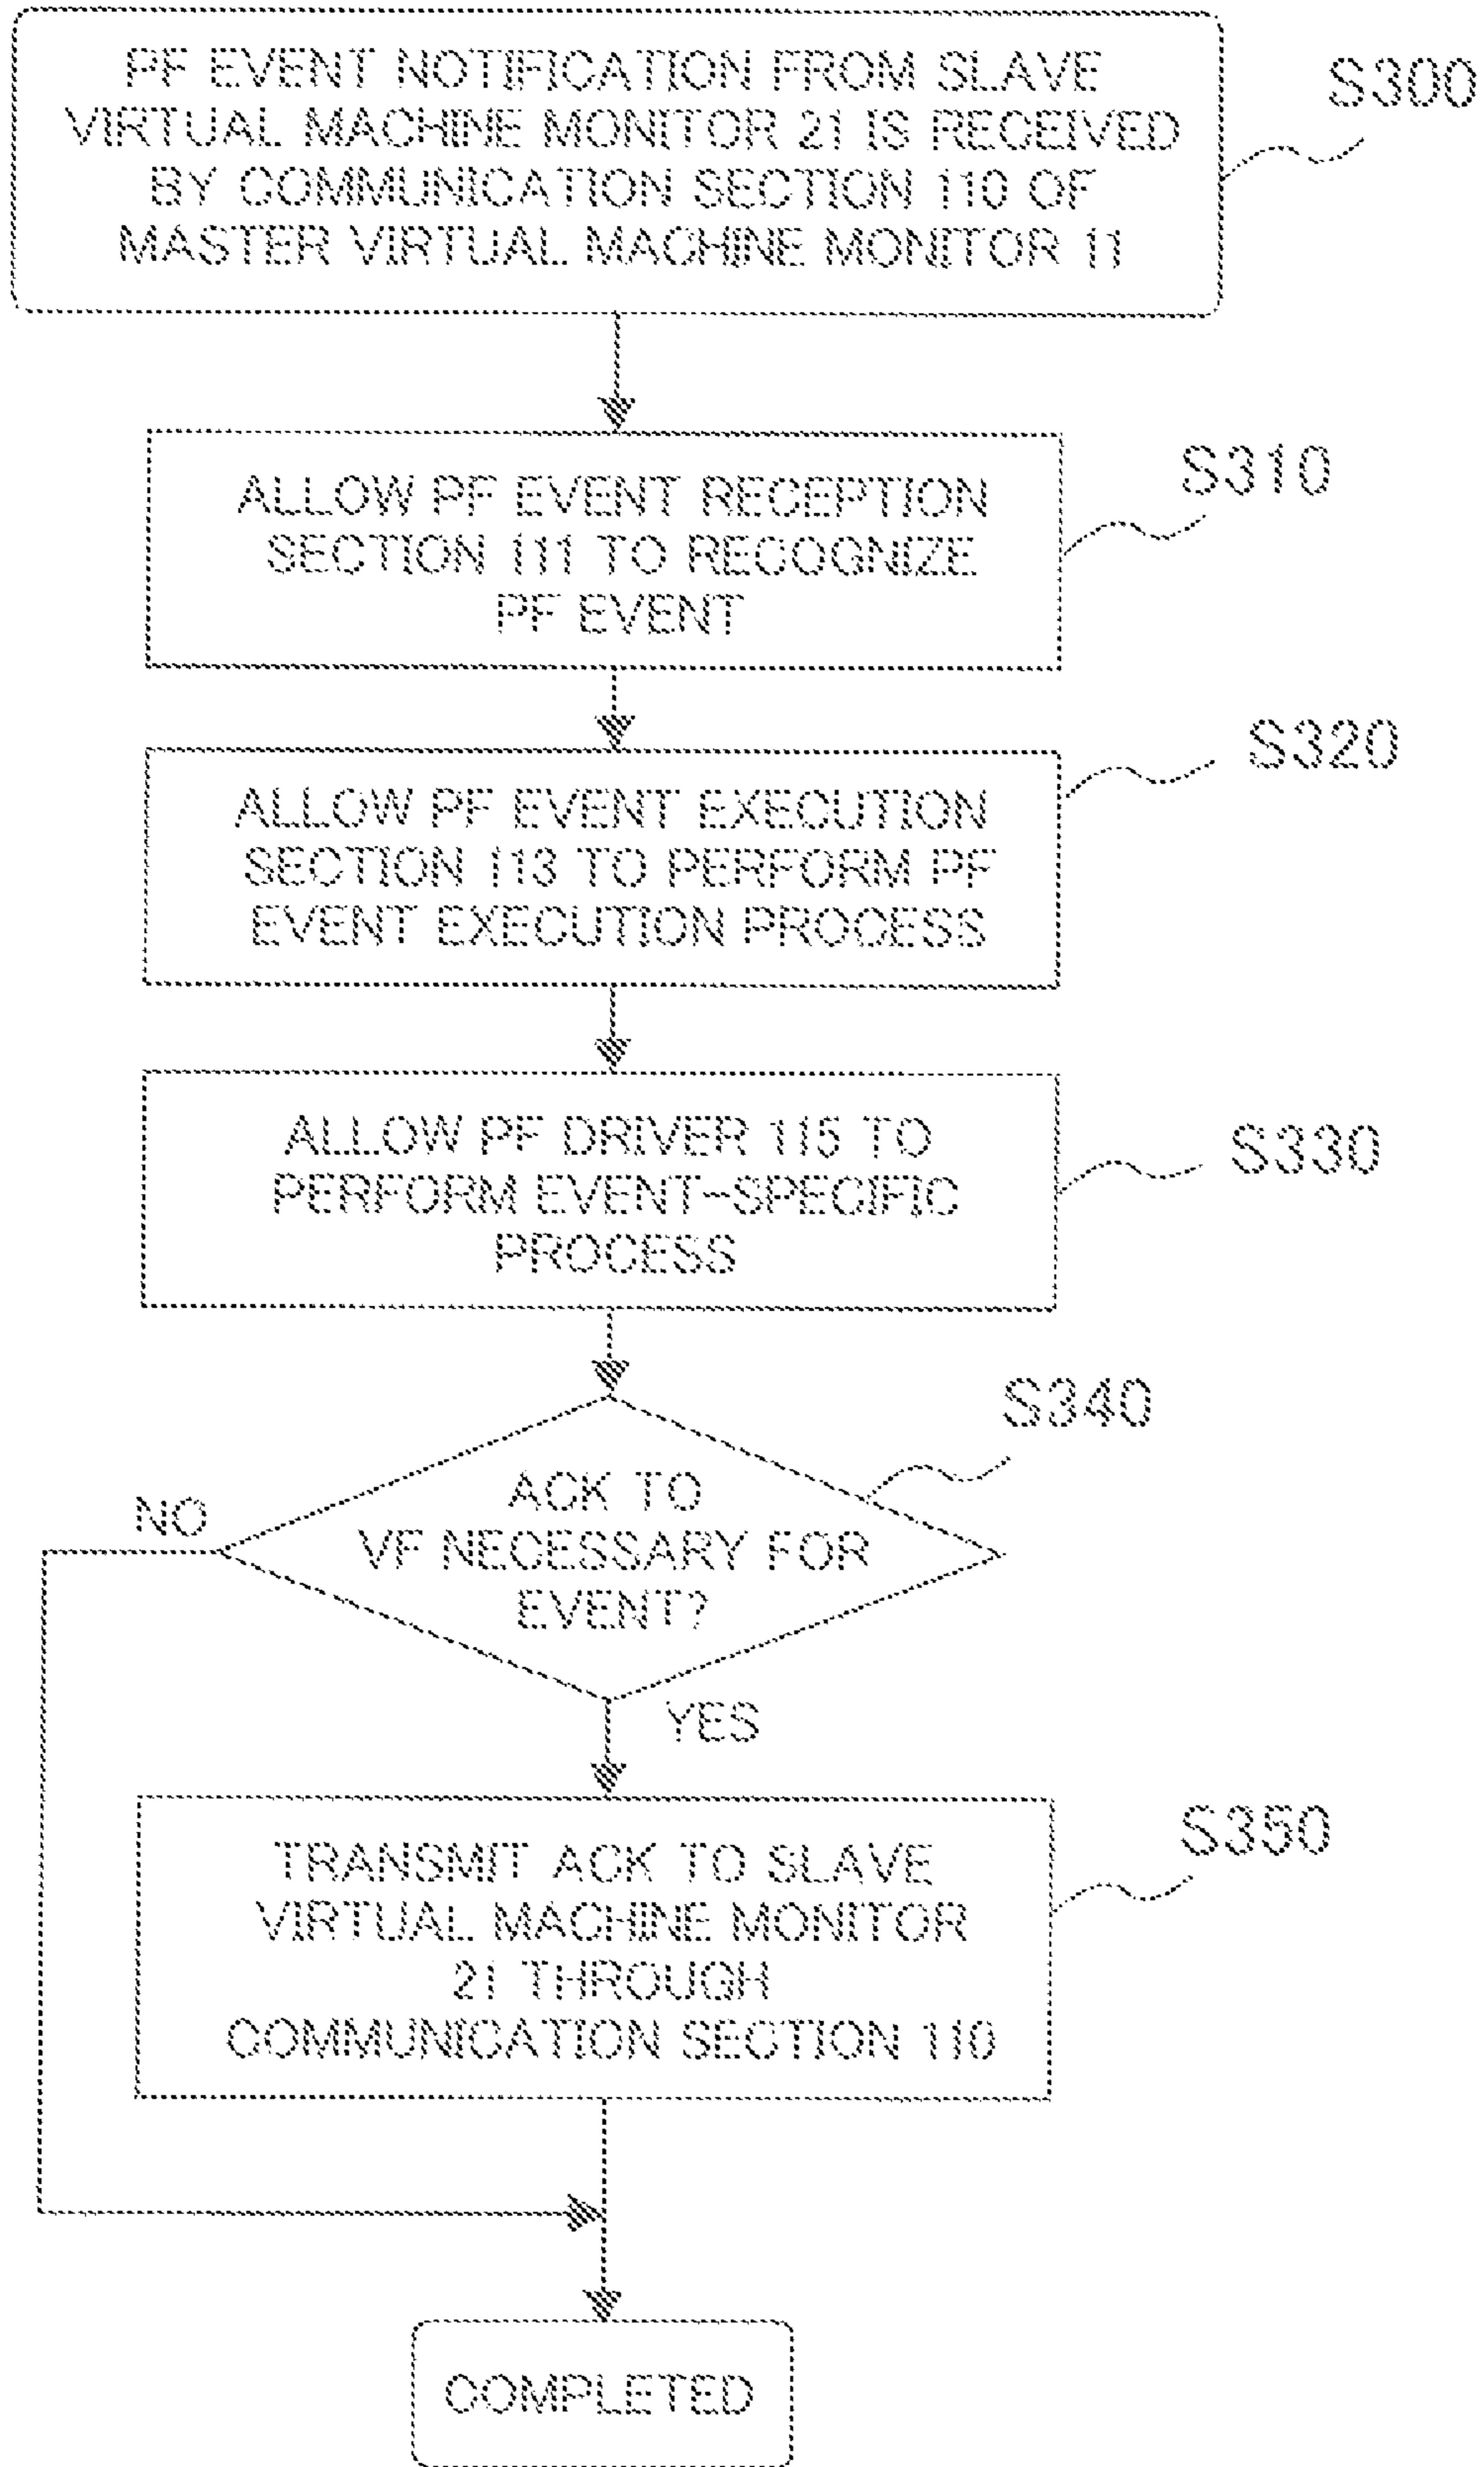 PF EVENT NOTIFICATION FROM SLAVE
VIRTUAL MACHINE MONITOR 21 IS RECEIVED
BY COMMUNICATION SECTION 110 OF
MASTER VIRTUAL MACHINE MONITOR 11
S300
ALLOW PF EVENT RECEPTION
SECTION 111 TO RECOGNIZE
PF EVENT
S310
ALLOW PF EVENT EXECUTION
SECTION 113 TO PERFORM PF
EVENT EXECUTION PROCESS
S320
ALLOW PF DRIVER 115 TO
PERFORM EVENT-SPECIFIC
PROCESS
S330
ACK TO
VF NECESSARY FOR
EVENT?
S340
NO
YES
TRANSMIT ACK TO SLAVE
VIRTUAL MACHINE MONITOR
21 THROUGH
COMMUNICATION SECTION 110
S350
COMPLETED